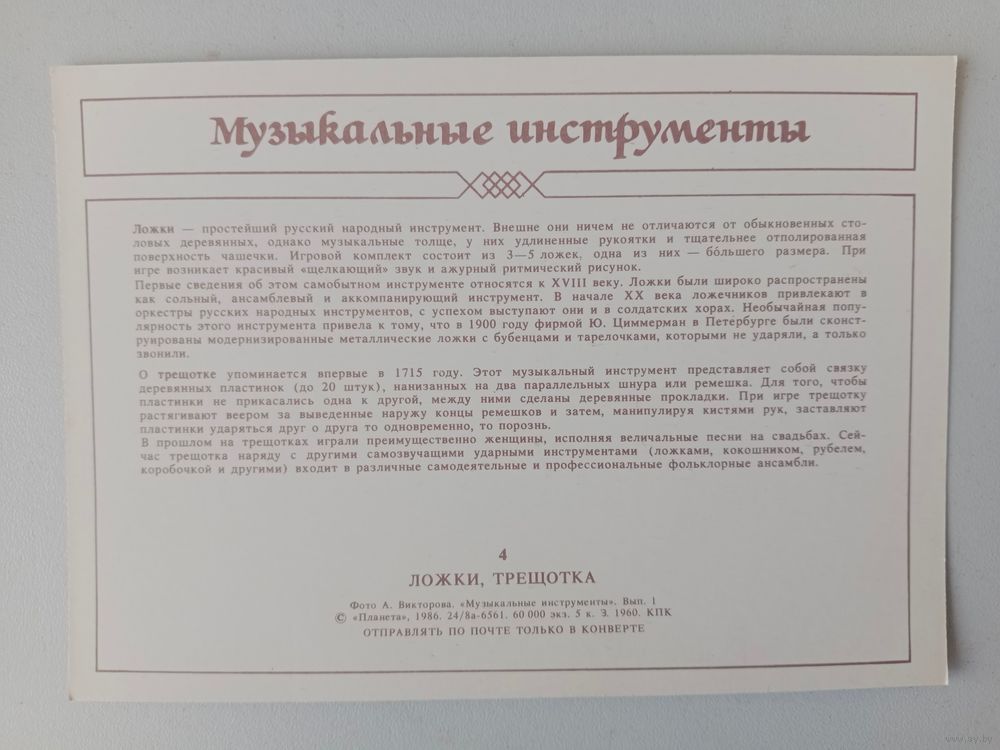 Музыкальные инструменты
Ложки — простейший русский народный инструмент. Внешне они ничем не отличаются от обыкновенных сто-
ловых деревянных, однако музыкальные толще, у них удлиненные рукоятки и тщательнее отполированная
поверхность чашечки. Игровой комплект состоит из 3—5 ложек, одна из них — бо́льшего размера. При
игре возникает красивый «щелкающий» звук и ажурный ритмический рисунок.
Первые сведения об этом самобытном инструменте относятся к XVIII веку. Ложки были широко распространены
как сольный, ансамблевый и аккомпанирующий инструмент. В начале XX века ложечников привлекают в
оркестры русских народных инструментов, с успехом выступают они и в солдатских хорах. Необычайная попу-
лярность этого инструмента привела к тому, что в 1900 году фирмой Ю. Циммерман в Петербурге были сконст-
руированы модернизированные металлические ложки с бубенцами и тарелочками, которыми не ударяли, а только
звонили.
О трещотке упоминается впервые в 1715 году. Этот музыкальный инструмент представляет собой связку
деревянных пластинок (до 20 штук), нанизанных на два параллельных шнура или ремешка. Для того, чтобы
пластинки не прикасались одна к другой, между ними сделаны деревянные прокладки. При игре трещотку
растягивают веером за выведенные наружу концы ремешков и затем, манипулируя кистями рук, заставляют
пластинки ударяться друг о друга то одновременно, то порознь.
В прошлом на трещотках играли преимущественно женщины, исполняя величальные песни на свадьбах. Сей-
час трещотка наряду с другими самозвучащими ударными инструментами (ложками, кокошником, рубелем,
коробочкой и другими) входит в различные самодеятельные и профессиональные фольклорные ансамбли.
4
ЛОЖКИ, ТРЕЩОТКА
Фото А. Викторова. «Музыкальные инструменты». Вып. 1
© «Планета», 1986. 24/8а-6561. 60 000 экз. 5 к. З. 1960. КПК
ОТПРАВЛЯТЬ ПО ПОЧТЕ ТОЛЬКО В КОНВЕРТЕ
www.ay.by